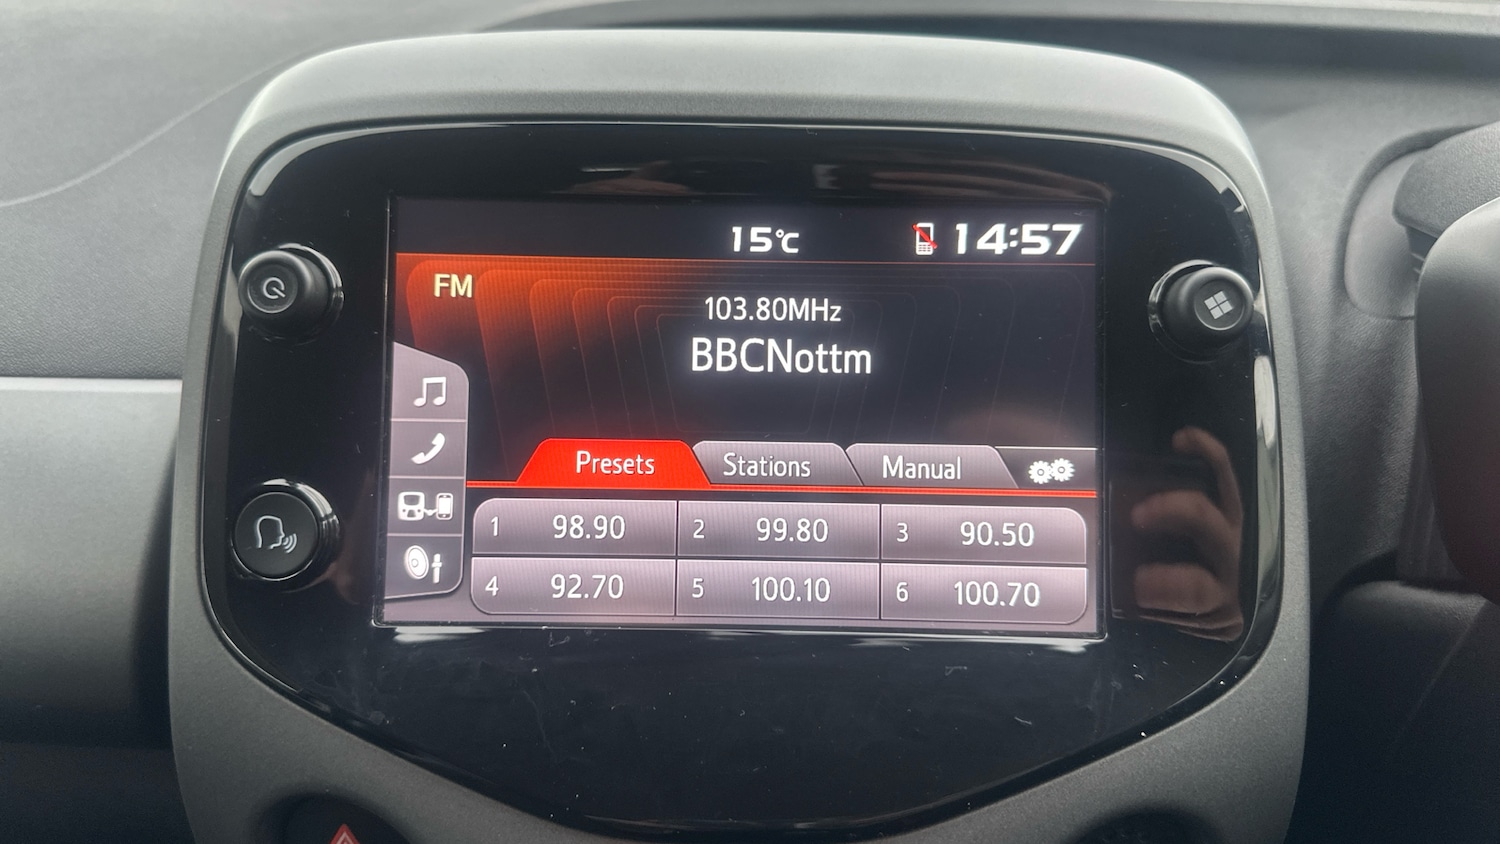 15°C 14:57
FM
103.80MHz
BBCNottm
Presets Stations Manual
1 98.90 2 99.80 3 90.50
4 92.70 5 100.10 6 100.70